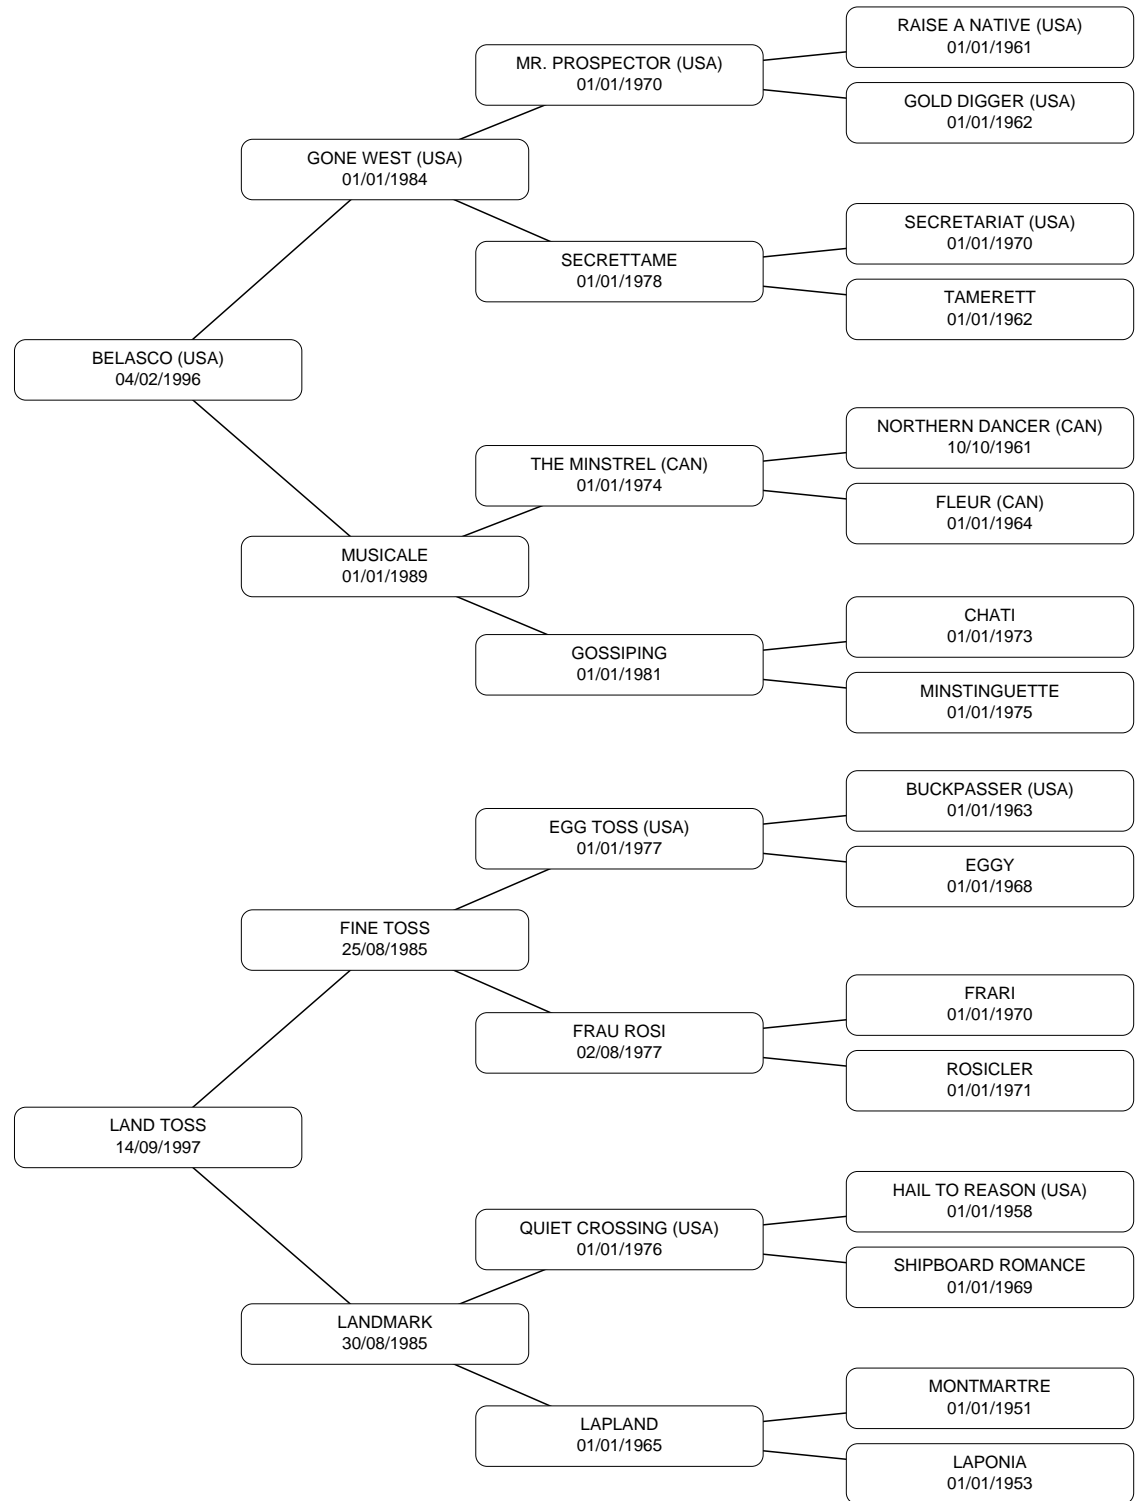 RAISE A NATIVE (USA)
01/01/1961
MR. PROSPECTOR (USA)
01/01/1970
GOLD DIGGER (USA)
01/01/1962
GONE WEST (USA)
01/01/1984
SECRETARIAT (USA)
01/01/1970
SECRETTAME
01/01/1978
TAMERETT
01/01/1962
BELASCO (USA)
04/02/1996
NORTHERN DANCER (CAN)
10/10/1961
THE MINSTREL (CAN)
01/01/1974
FLEUR (CAN)
01/01/1964
MUSICALE
01/01/1989
CHATI
01/01/1973
GOSSIPING
01/01/1981
MINSTINGUETTE
01/01/1975
BUCKPASSER (USA)
01/01/1963
EGG TOSS (USA)
01/01/1977
EGGY
01/01/1968
FINE TOSS
25/08/1985
FRARI
01/01/1970
FRAU ROSI
02/08/1977
ROSICLER
01/01/1971
LAND TOSS
14/09/1997
HAIL TO REASON (USA)
01/01/1958
QUIET CROSSING (USA)
01/01/1976
SHIPBOARD ROMANCE
01/01/1969
LANDMARK
30/08/1985
MONTMARTRE
01/01/1951
LAPLAND
01/01/1965
LAPONIA
01/01/1953